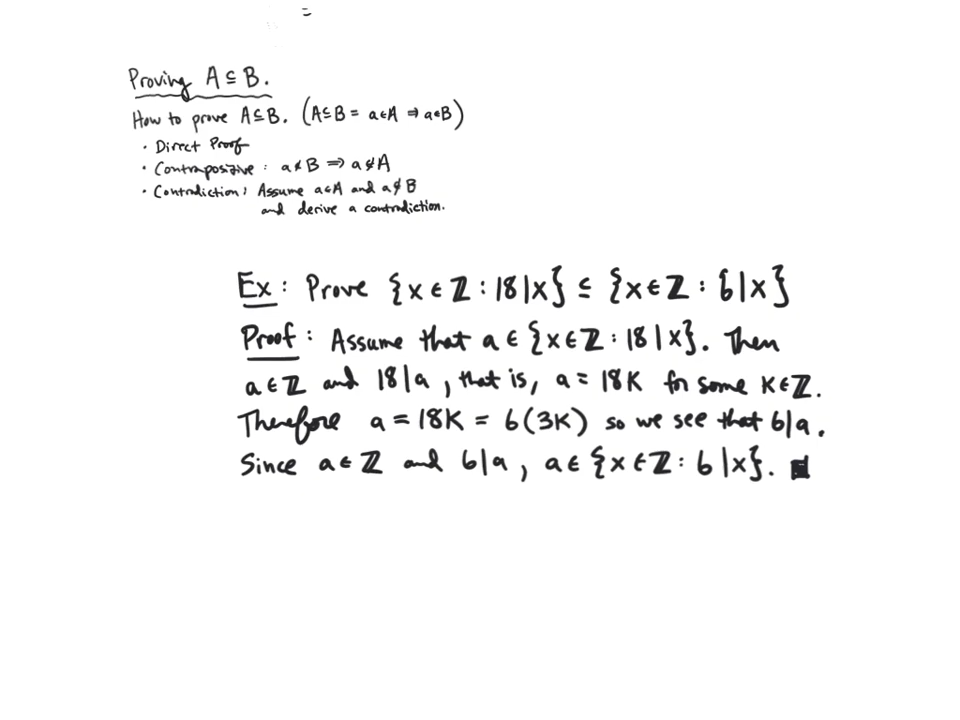 =
Proving A ⊆ B.
How to prove A ⊆ B. (A ⊆ B = a ∈ A ⇒ a ∈ B)
· Direct Proof
· Contrapositive : a ∉ B ⇒ a ∉ A
· Contradiction : Assume a ∈ A and a ∉ B
and derive a contradiction.
Ex : Prove {x ∈ ℤ : 18 | x} ⊆ {x ∈ ℤ : 6 | x}
Proof : Assume that a ∈ {x ∈ ℤ : 18 | x}. Then
a ∈ ℤ and 18 | a , that is, a = 18K for some K ∈ ℤ.
Therefore a = 18K = 6(3K) so we see that 6 | a.
Since a ∈ ℤ and 6 | a , a ∈ {x ∈ ℤ : 6 | x}. ■